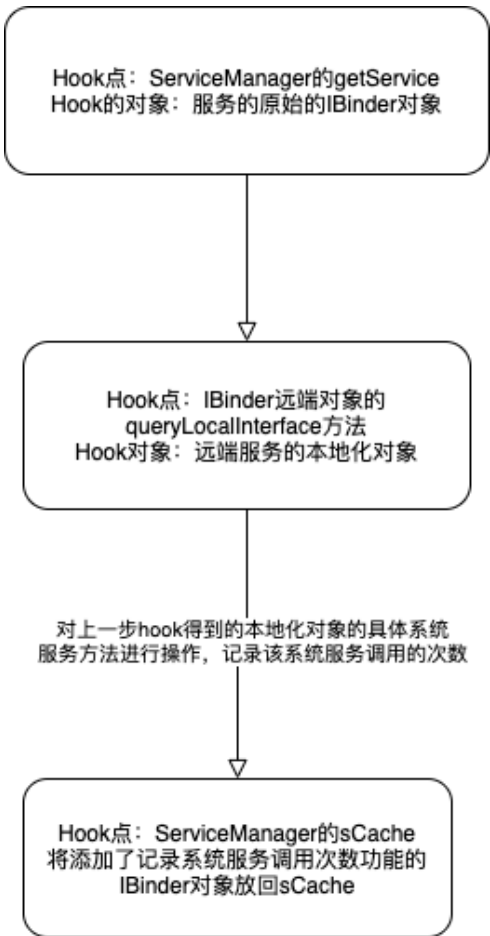 Hook点：ServiceManager的getService
Hook的对象：服务的原始的IBinder对象
Hook点：IBinder远端对象的
queryLocalInterface方法
Hook对象：远端服务的本地化对象
对上一步hook得到的本地化对象的具体系统
服务方法进行操作，记录该系统服务调用的次数
Hook点：ServiceManager的sCache
将添加了记录系统服务调用次数功能的
IBinder对象放回sCache